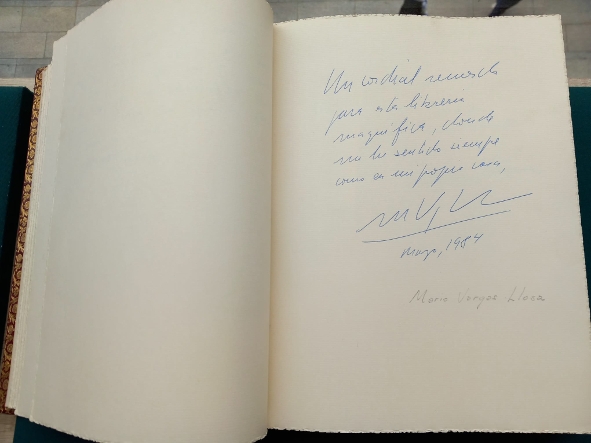 Un cordial recuerdo
para esta librería
magnífica, donde
me he sentido siempre
como en mi propia casa,
Mayo, 1984
Mario Vargas Llosa